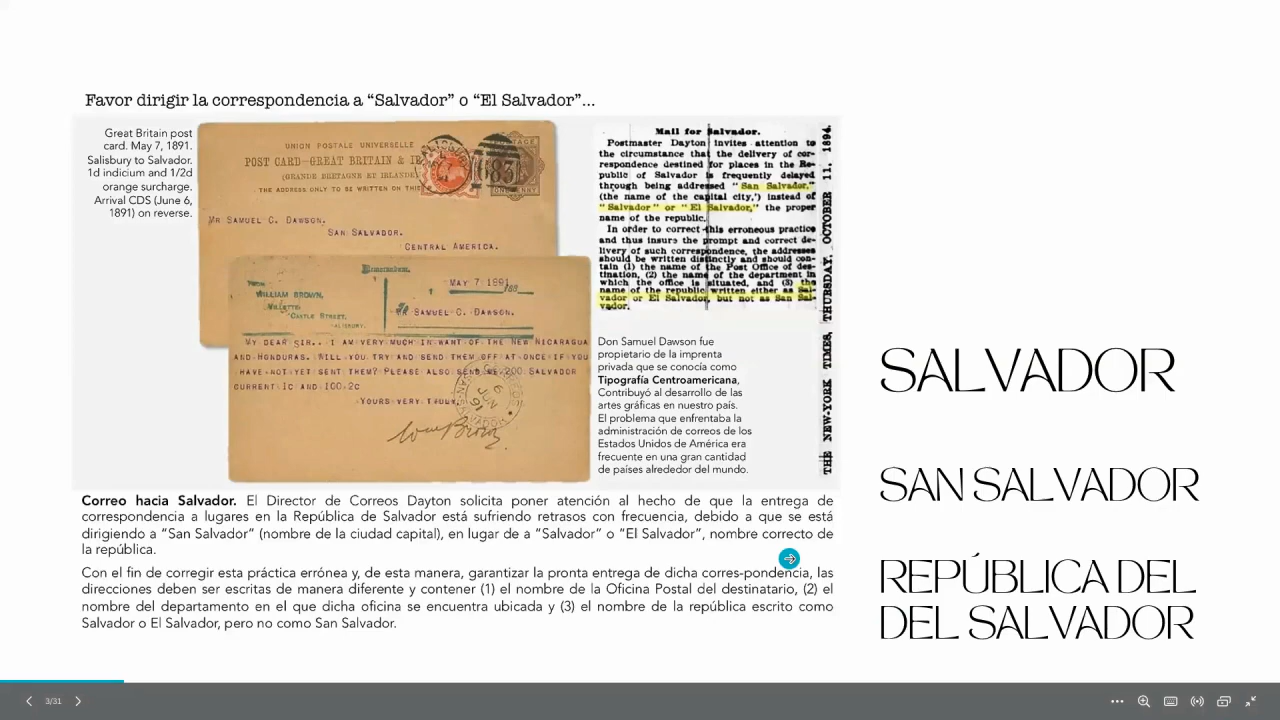 Favor dirigir la correspondencia a “Salvador” o “El Salvador”...
Great Britain post
card. May 7, 1891.
Salisbury to Salvador.
1d indicium and 1/2d
orange surcharge.
Arrival CDS (June 6,
1891) on reverse.
UNION POSTALE UNIVERSELLE
POST CARD—GREAT BRITAIN & IE
(GRANDE BRETAGNE ET IRLANDE)
THE ADDRESS ONLY TO BE WRITTEN ON THI
683
MR SAMUEL C. DAWSON.
SAN SALVADOR.
CENTRAL AMERICA.
From
WILLIAM BROWN,
VILLETTE,
CASTLE STREET,
SALISBURY.
MAY 7 1891
To
MR SAMUEL C. DAWSON.
MY DEAR SIR.. I AM VERY MUCH IN WANT OF THE NEW NICARAGUA
AND HONDURAS. WILL YOU TRY AND SEND THEM OFF AT ONCE IF YOU
HAVE NOT YET SENT THEM? PLEASE ALSO SEND ME 200 SALVADOR
CURRENT 1C AND 100.2C
YOURS VERY TRULY.
Wm Brown
Mail for Salvador.
Postmaster Dayton invites attention to
the circumstance that the delivery of cor-
respondence destined for places in the Re-
public of Salvador is frequently delayed
through being addressed “San Salvador,”
(the name of the capital city,) instead of
“Salvador” or “El Salvador,” the proper
name of the republic.
In order to correct this erroneous practice
and thus insure the prompt and correct de-
livery of such correspondence, the addresses
should be written distinctly and should con-
tain (1) the name of the Post Office of des-
tination, (2) the name of the department in
which the office is situated, and (3) the
name of the republic written either as Sal-
vador or El Salvador, but not as San Sal-
vador.
THE NEW-YORK TIMES, THURSDAY, OCTOBER 11, 1894.
Don Samuel Dawson fue
propietario de la imprenta
privada que se conocía como
Tipografía Centroamericana,
Contribuyó al desarrollo de las
artes gráficas en nuestro país.
El problema que enfrentaba la
administración de correos de los
Estados Unidos de América era
frecuente en una gran cantidad
de países alrededor del mundo.
Correo hacia Salvador. El Director de Correos Dayton solicita poner atención al hecho de que la entrega de
correspondencia a lugares en la República de Salvador está sufriendo retrasos con frecuencia, debido a que se está
dirigiendo a “San Salvador” (nombre de la ciudad capital), en lugar de a “Salvador” o “El Salvador”, nombre correcto de
la república.
Con el fin de corregir esta práctica errónea y, de esta manera, garantizar la pronta entrega de dicha corres-pondencia, las
direcciones deben ser escritas de manera diferente y contener (1) el nombre de la Oficina Postal del destinatario, (2) el
nombre del departamento en el que dicha oficina se encuentra ubicada y (3) el nombre de la república escrito como
Salvador o El Salvador, pero no como San Salvador.
SALVADOR
SAN SALVADOR
REPÚBLICA DEL
DEL SALVADOR
3/31